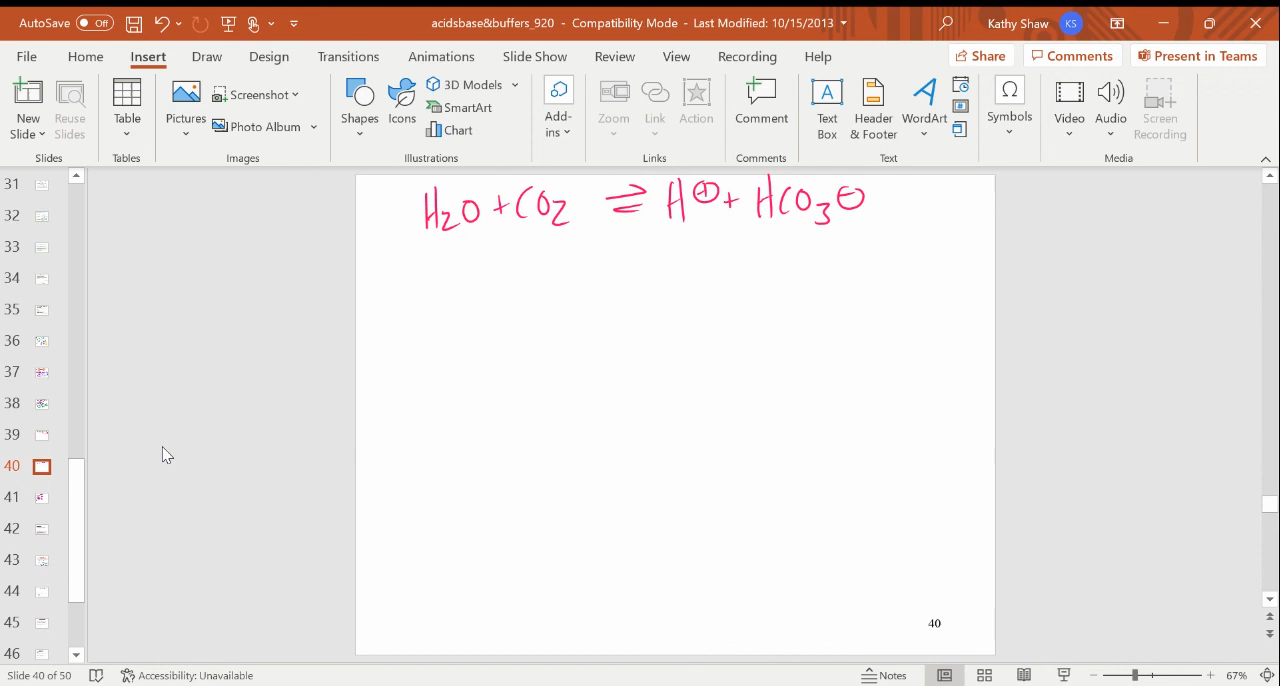 AutoSave Off acidsbase&buffers_920 - Compatibility Mode - Last Modified: 10/15/2013 Kathy Shaw KS
File Home Insert Draw Design Transitions Animations Slide Show Review View Recording Help Share Comments Present in Teams
New Slide
Reuse Slides
Table
Pictures
Screenshot
Photo Album
Shapes
Icons
3D Models
SmartArt
Chart
Add-ins
Zoom
Link
Action
Comment
Text Box
Header & Footer
WordArt
Symbols
Video
Audio
Screen Recording
Slides Tables Images Illustrations Links Comments Text Media
H₂O + CO₂ ⇌ H⊕ + HCO₃⊖
31
32
33
34
35
36
37
38
39
40
41
42
43
44
45
46
40
Slide 40 of 50 Accessibility: Unavailable Notes 67%